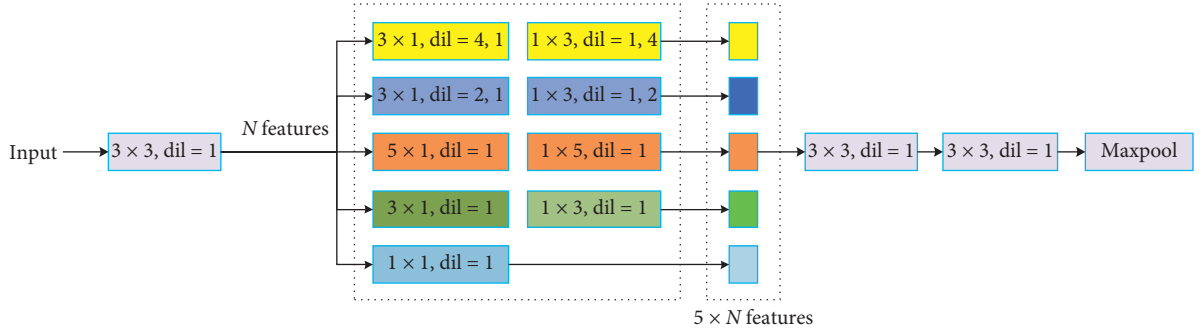 3 × 1, dil = 4, 1
1 × 3, dil = 1, 4
3 × 1, dil = 2, 1
1 × 3, dil = 1, 2
N features
Input
3 × 3, dil = 1
5 × 1, dil = 1
1 × 5, dil = 1
3 × 3, dil = 1
3 × 3, dil = 1
Maxpool
3 × 1, dil = 1
1 × 3, dil = 1
1 × 1, dil = 1
5 × N features